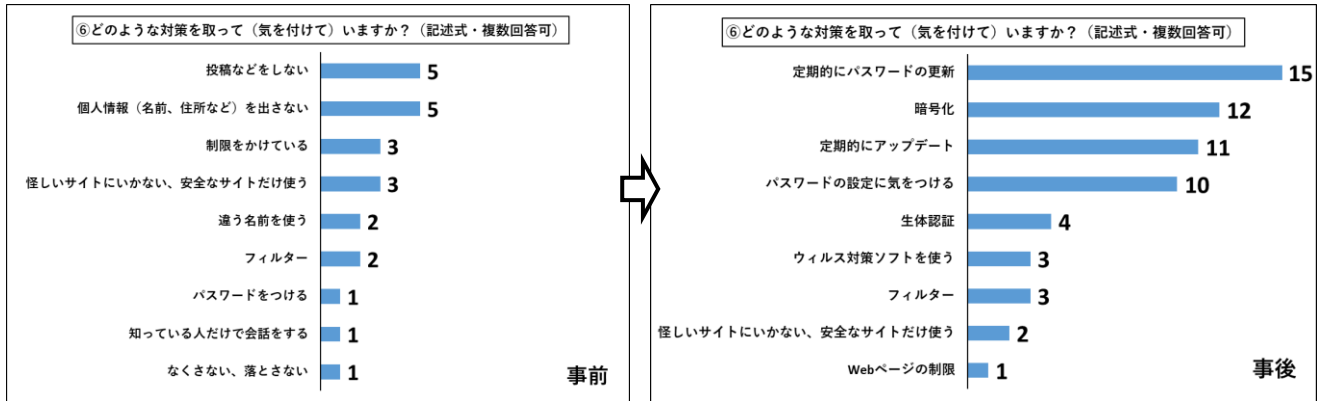 ⑥どのような対策を取って（気を付けて）いますか？（記述式・複数回答可）
投稿などをしない 5
個人情報（名前、住所など）を出さない 5
制限をかけている 3
怪しいサイトにいかない、安全なサイトだけ使う 3
違う名前を使う 2
フィルター 2
パスワードをつける 1
知っている人だけで会話をする 1
なくさない、落とさない 1
事前
⑥どのような対策を取って（気を付けて）いますか？（記述式・複数回答可）
定期的にパスワードの更新 15
暗号化 12
定期的にアップデート 11
パスワードの設定に気をつける 10
生体認証 4
ウィルス対策ソフトを使う 3
フィルター 3
怪しいサイトにいかない、安全なサイトだけ使う 2
Webページの制限 1
事後